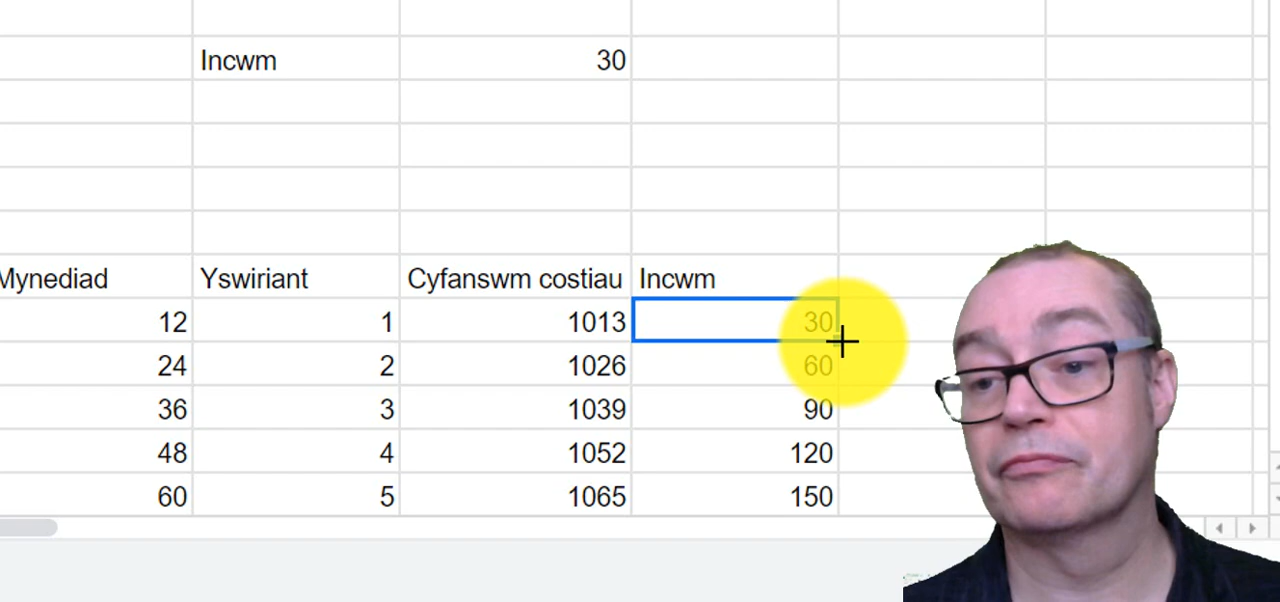 Incwm 30
Mynediad Yswiriant Cyfanswm costiau Incwm
12 1 1013 30
24 2 1026 60
36 3 1039 90
48 4 1052 120
60 5 1065 150